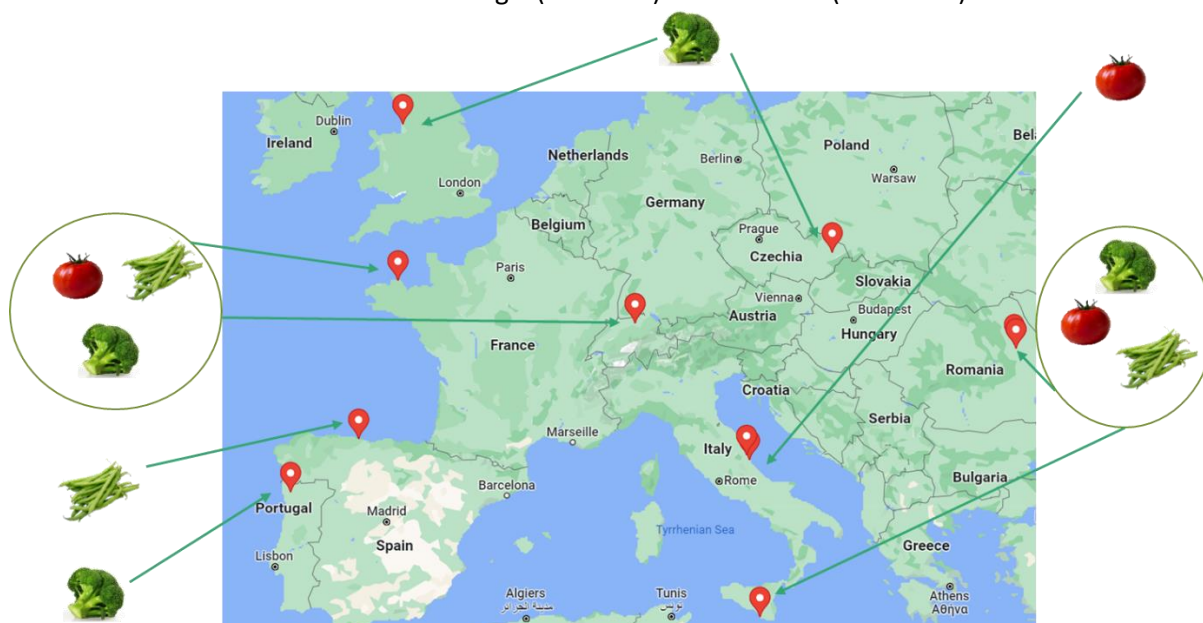 Dublin
Ireland
Netherlands
Berlin
Poland
Warsaw
London
Belgium
Germany
Prague
Czechia
Paris
Slovakia
Vienna
Budapest
Austria
Hungary
France
Romania
Croatia
Serbia
Marseille
Italy
Rome
Bulgaria
Barcelona
Portugal
Madrid
Spain
Tyrrhenian Sea
Lisbon
Greece
Algiers
مدينة الجزائر
Tunis
تونس
Athens
Αθήνα